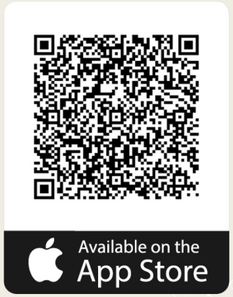 Available on the
App Store